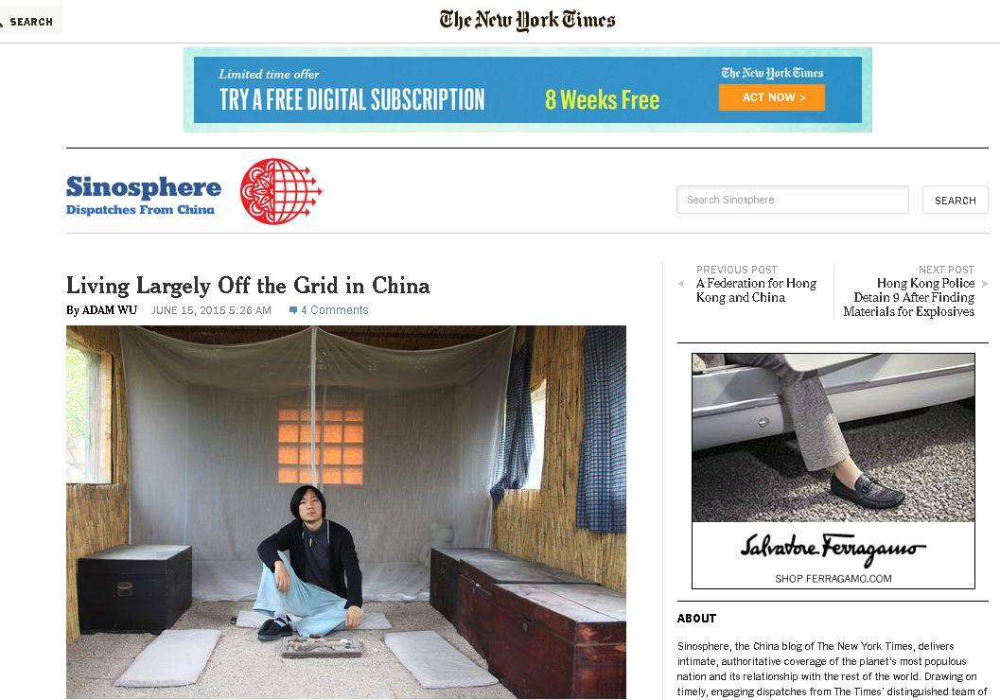 SEARCH
The New York Times
Limited time offer
TRY A FREE DIGITAL SUBSCRIPTION
8 Weeks Free
The New York Times
ACT NOW >
Sinosphere
Dispatches From China
Search Sinosphere
SEARCH
Living Largely Off the Grid in China
By ADAM WU JUNE 15, 2015 5:26 AM 4 Comments
PREVIOUS POST
A Federation for Hong
Kong and China
NEXT POST
Hong Kong Police
Detain 9 After Finding
Materials for Explosives
Salvatore Ferragamo
SHOP FERRAGAMO.COM
ABOUT
Sinosphere, the China blog of The New York Times, delivers
intimate, authoritative coverage of the planet's most populous
nation and its relationship with the rest of the world. Drawing on
timely, engaging dispatches from The Times' distinguished team of